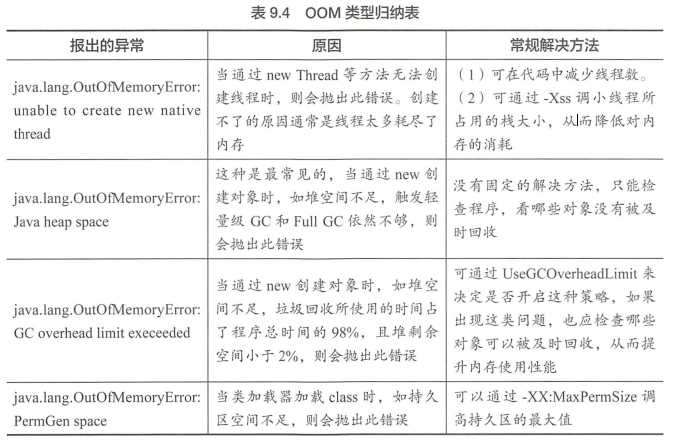 表 9.4 OOM 类型归纳表
报出的异常
原因
常规解决方法
java.lang.OutOfMemoryError:
unable to create new native
thread
当通过 new Thread 等方法无法创
建线程时，则会抛出此错误。创建
不了的原因通常是线程太多耗尽了
内存
（1）可在代码中减少线程数。
（2）可通过 -Xss 调小线程所
占用的栈大小，从而降低对内
存的消耗
java.lang.OutOfMemoryError:
Java heap space
这种是最常见的，当通过 new 创
建对象时，如堆空间不足，触发轻
量级 GC 和 Full GC 依然不够，则
会抛出此错误
没有固定的解决方法，只能检
查程序，看哪些对象没有被及
时回收
java.lang.OutOfMemoryError:
GC overhead limit execeeded
当通过 new 创建对象时，如堆空
间不足，垃圾回收所使用的时间占
了程序总时间的 98%，且堆剩余
空间小于 2%，则会抛出此错误
可通过 UseGCOverheadLimit 来
决定是否开启这种策略，如果
出现这类问题，也应检查哪些
对象可以被及时回收，从而提
升内存使用性能
java.lang.OutOfMemoryError:
PermGen space
当类加载器加载 class 时，如持久
区空间不足，则会抛出此错误
可以通过 -XX:MaxPermSize 调
高持久区的最大值